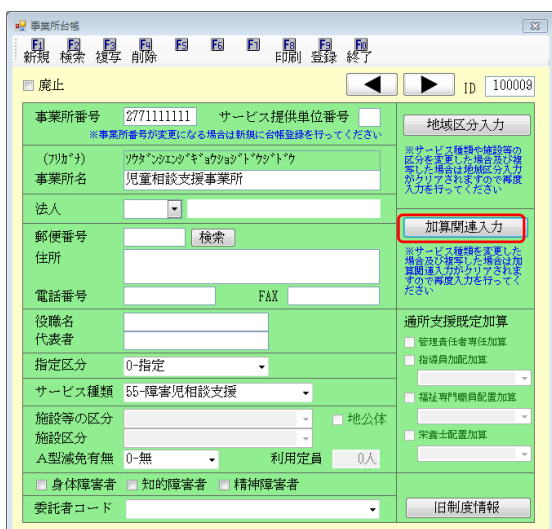 事業所台帳
F1 F2 F3 F4 F5 F6 F7 F8 F9 F10
新規 検索 複写 削除 印刷 登録 終了
廃止
ID 100009
事業所番号 2771111111 サービス提供単位番号
※事業所番号が変更になる場合は新規に台帳登録を行ってください
(フリガナ) ソウダンシエンジギョウショジドウシドウ
事業所名 児童相談支援事業所
法人
郵便番号 検索
住所
電話番号 FAX
役職名
代表者
指定区分 0-指定
サービス種類 55-障害児相談支援
施設等の区分 地公体
施設区分
A型減免有無 0-無 利用定員 0人
身体障害者 知的障害者 精神障害者
委託者コード
地域区分入力
※サービス種類や施設等の
区分を変更した場合及び複
写した場合は地域区分入力
がクリアされますので再度
入力を行ってください
加算関連入力
※サービス種類を変更した
場合及び複写した場合は加
算関連入力がクリアされま
すので再度入力を行ってく
ださい
通所支援既定加算
管理責任者専任加算
指導員加配加算
福祉専門職員配置加算
栄養士配置加算
旧制度情報